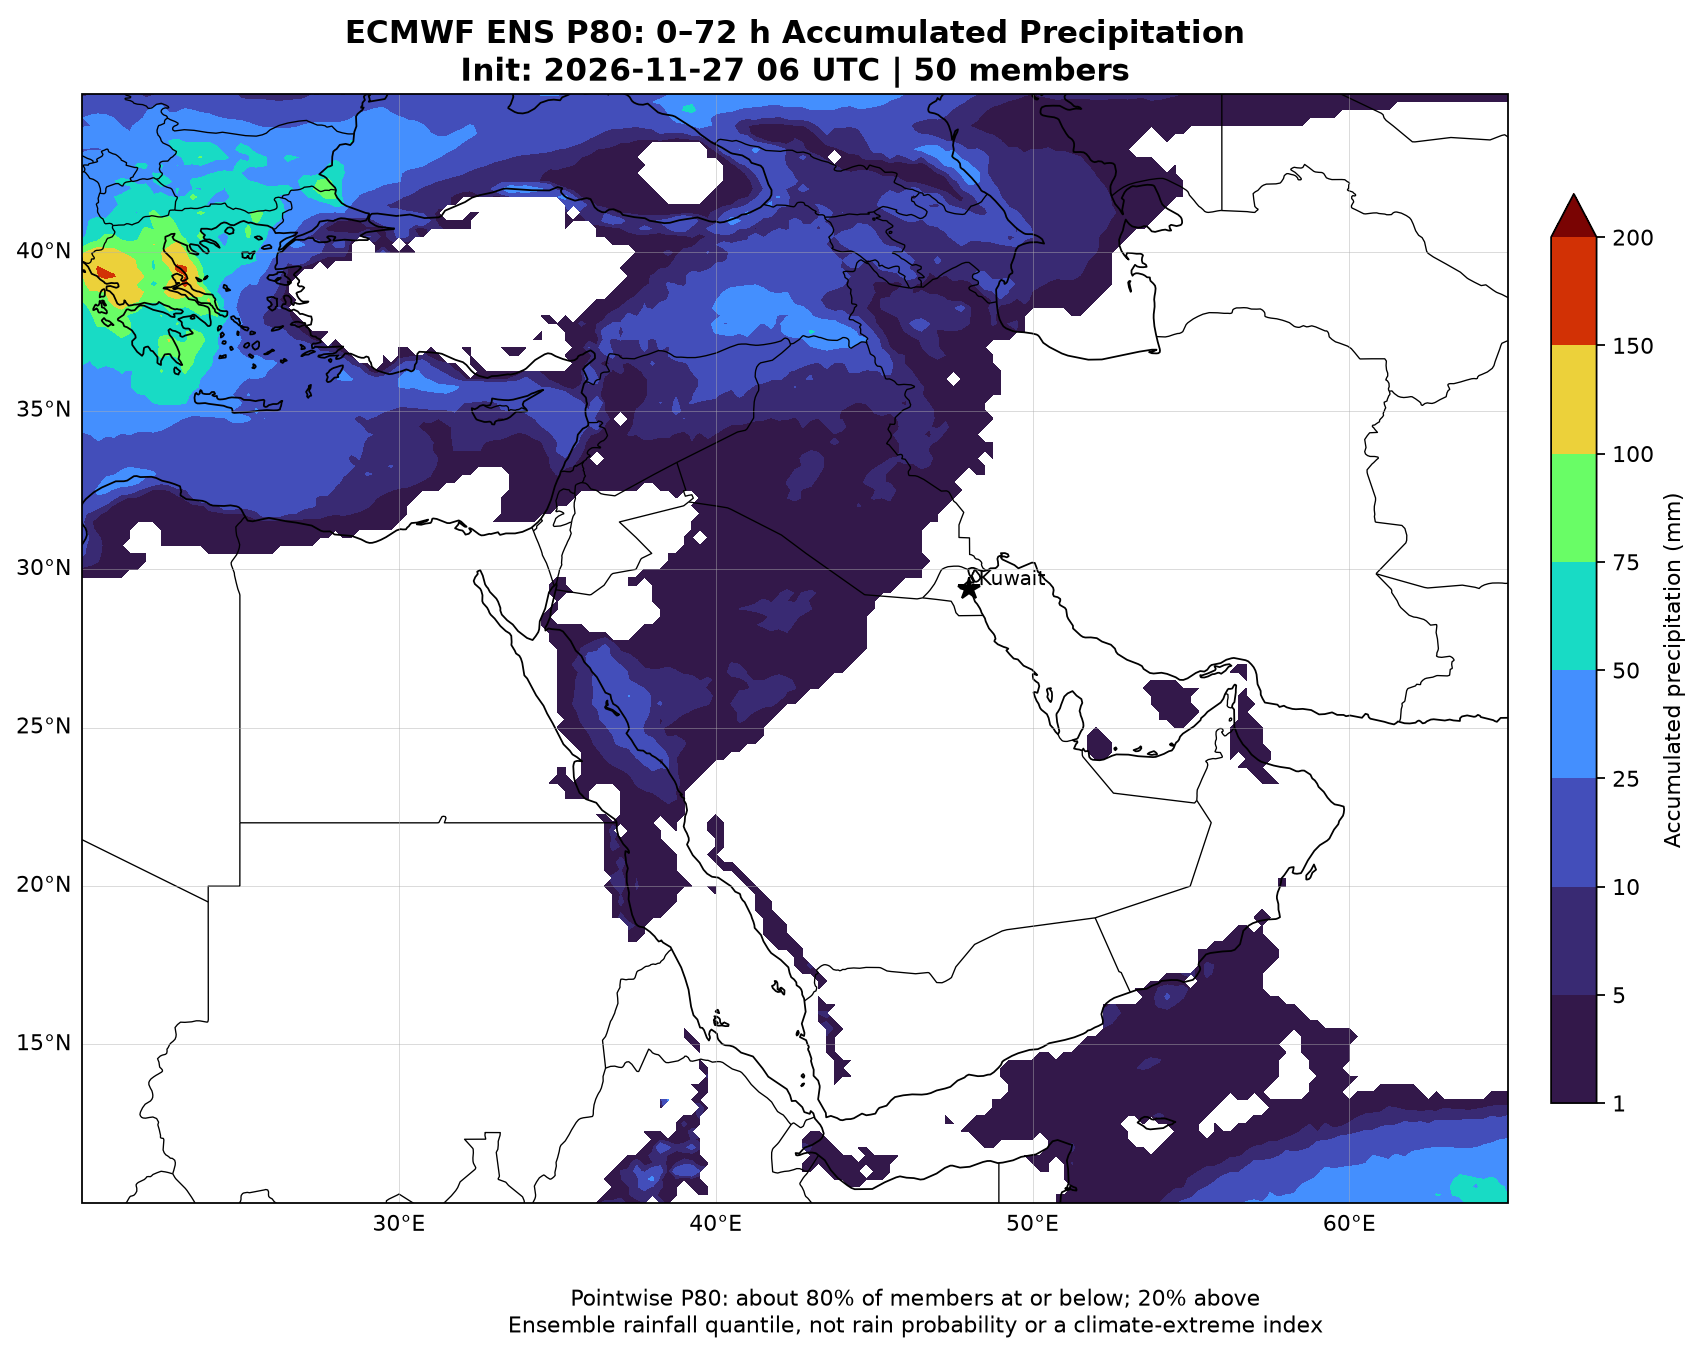 ECMWF ENS P80: 0–72 h Accumulated Precipitation
Init: 2026-11-27 06 UTC | 50 members
40°N
35°N
30°N
25°N
20°N
15°N
30°E
40°E
50°E
60°E
Kuwait
200
150
100
75
50
25
10
5
1
Accumulated precipitation (mm)
Pointwise P80: about 80% of members at or below; 20% above
Ensemble rainfall quantile, not rain probability or a climate-extreme index